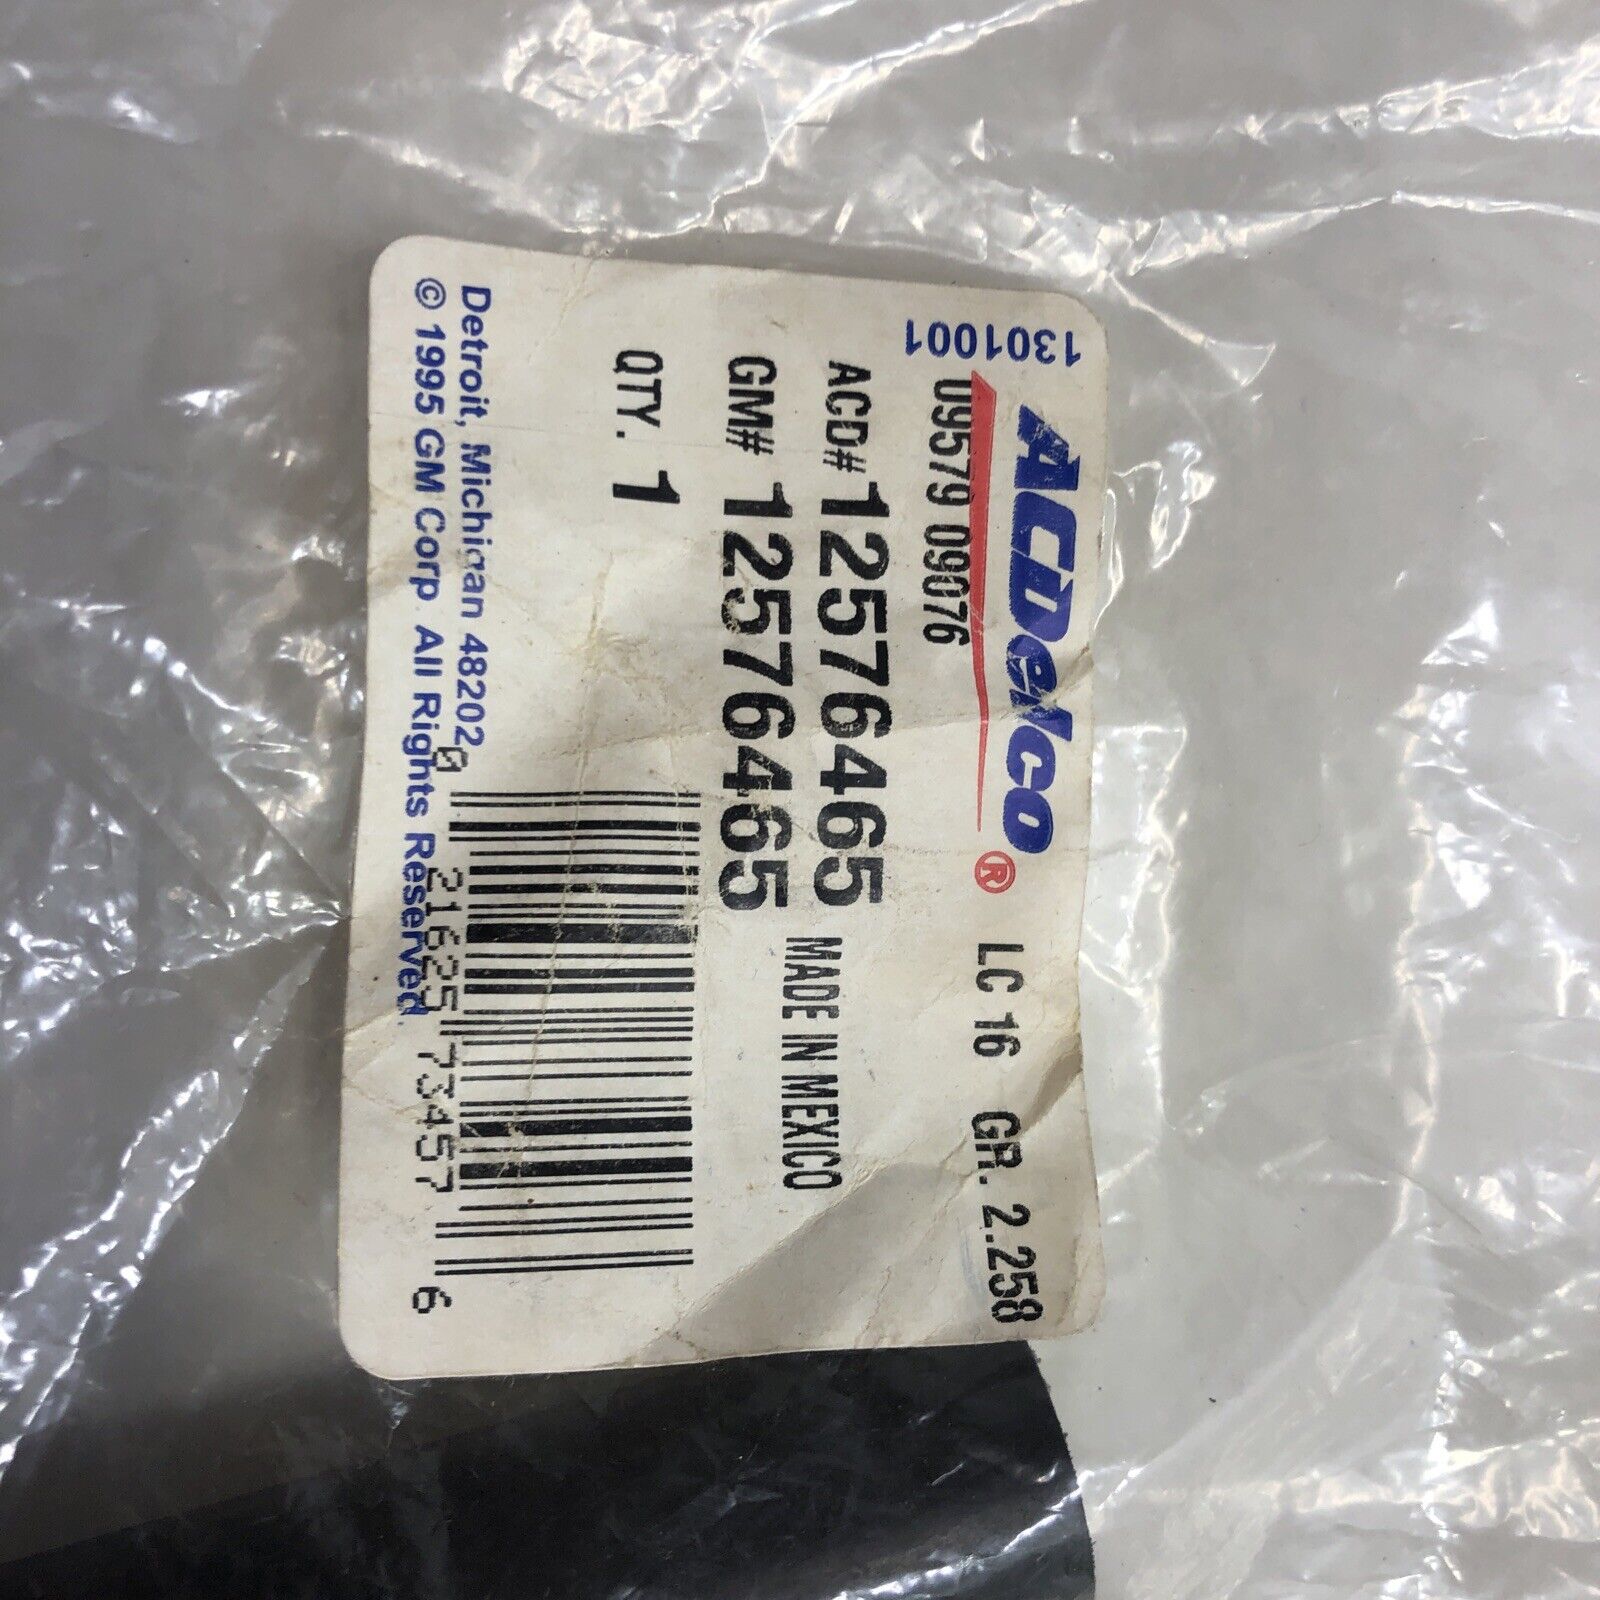 1301001
ACDelco® LC 16 GR. 2.258
09579 09076
ACD# 12576465
MADE IN MEXICO
GM# 12576465
QTY. 1
0 21625 73457 6
Detroit, Michigan 48202
© 1995 GM Corp. All Rights Reserved.